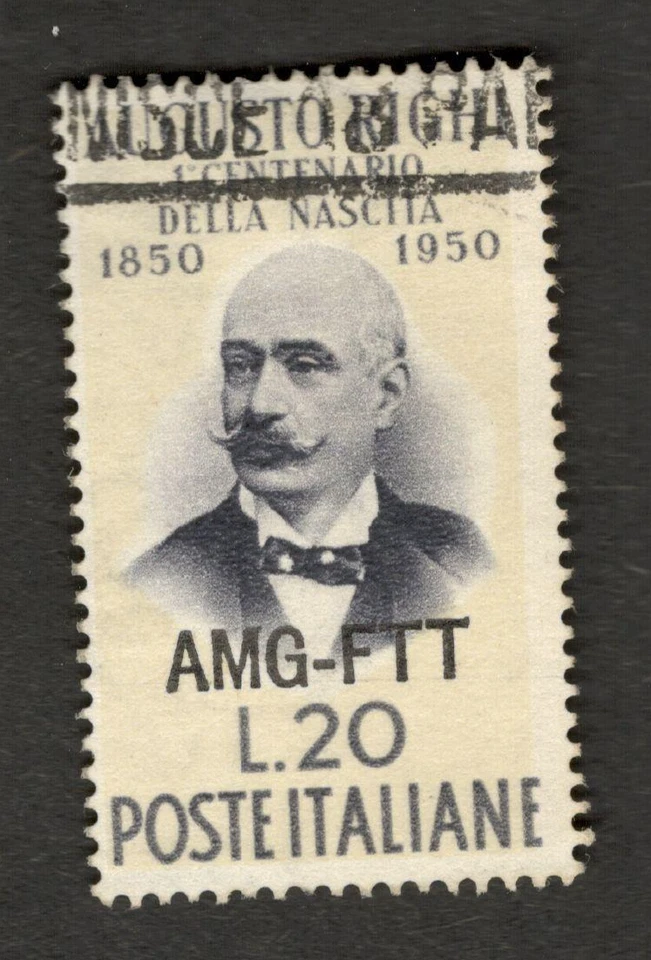 AUGUSTO RIGHI
1° CENTENARIO
DELLA NASCITA
1850 1950
AMG-FTT
L.20
POSTE ITALIANE